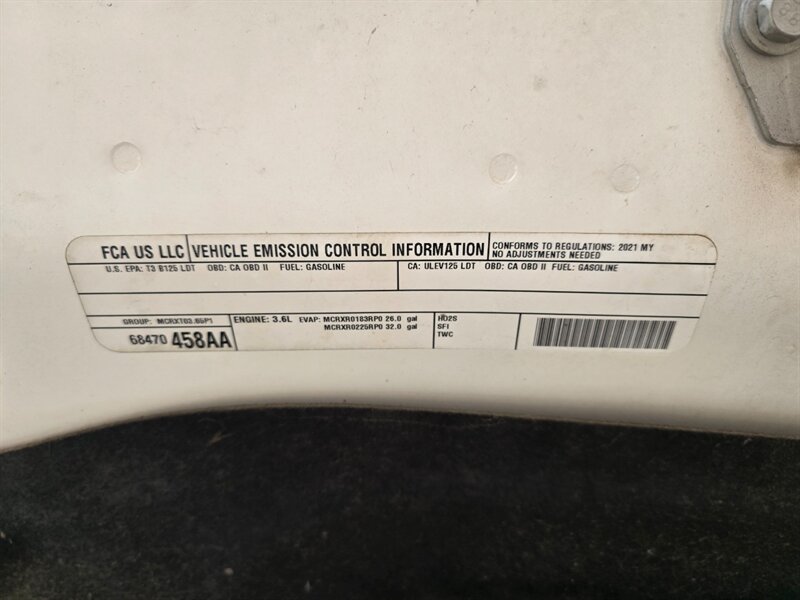 FCA US LLC VEHICLE EMISSION CONTROL INFORMATION CONFORMS TO REGULATIONS: 2021 MY
NO ADJUSTMENTS NEEDED
U.S. EPA: T3 B125 LDT OBD: CA OBD II FUEL: GASOLINE CA: ULEV125 LDT OBD: CA OBD II FUEL: GASOLINE
GROUP: MCRXT03.65P1 ENGINE: 3.6L EVAP: MCRXR0183RP0 26.0 gal HO2S
MCRXR0225RP0 32.0 gal SFI
68470 458AA TWC